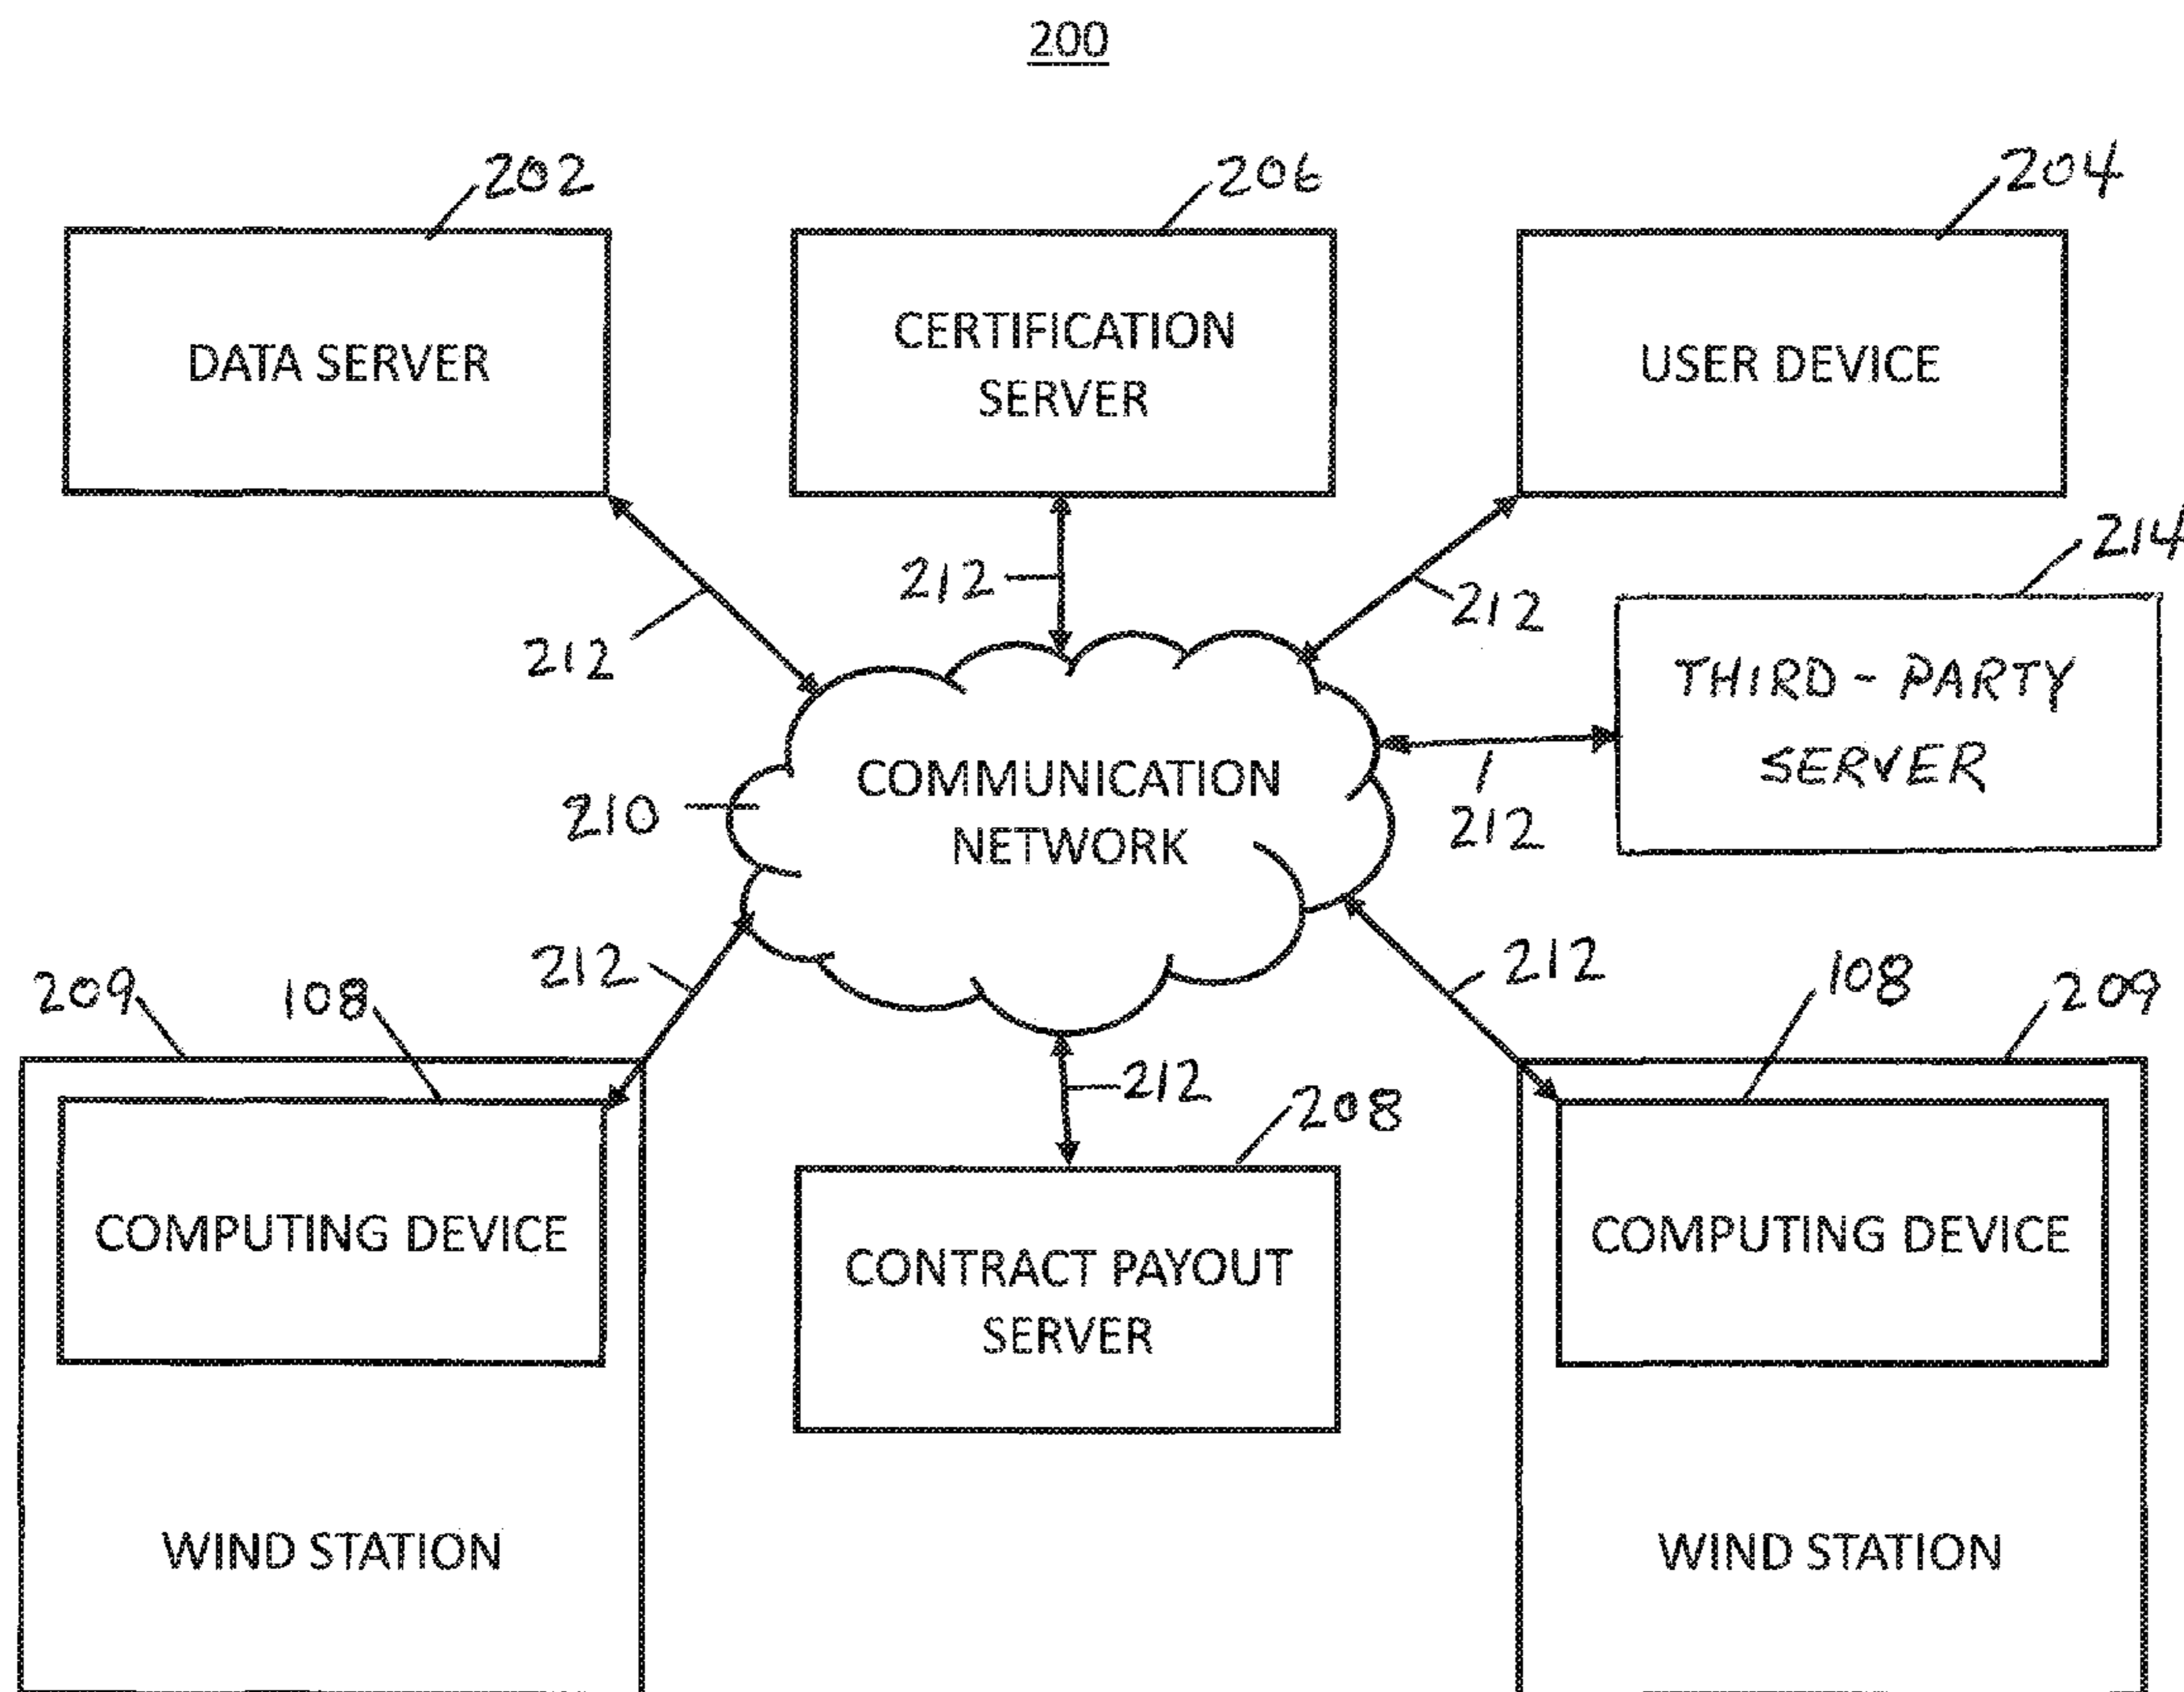 200
202
206
204
DATA SERVER
CERTIFICATION
SERVER
USER DEVICE
214
212
212
212
THIRD-PARTY
SERVER
210
COMMUNICATION
NETWORK
212
209
108
212
212
108
209
212
208
COMPUTING DEVICE
CONTRACT PAYOUT
SERVER
COMPUTING DEVICE
WIND STATION
WIND STATION